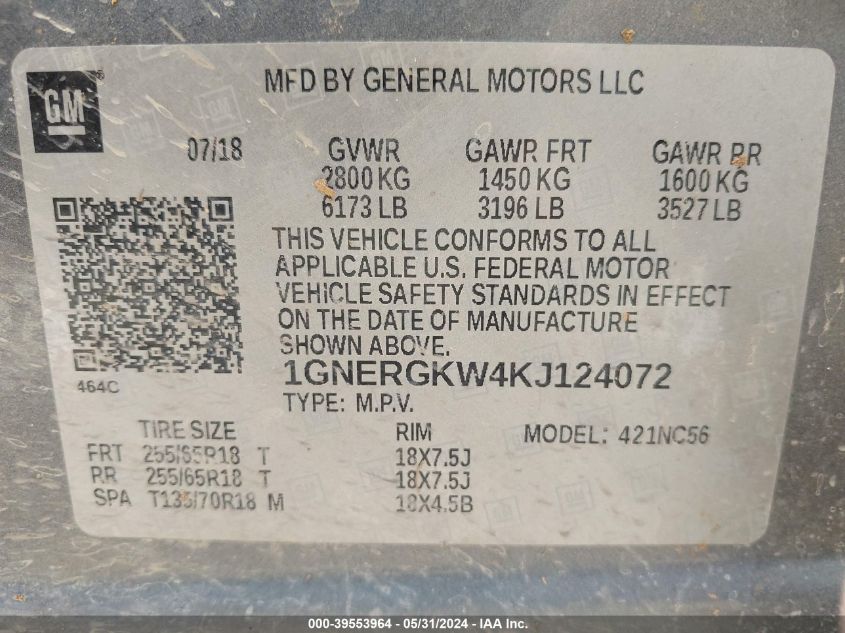 GM ®
MFD BY GENERAL MOTORS LLC
07/18 GVWR GAWR FRT GAWR RR
2800 KG 1450 KG 1600 KG
6173 LB 3196 LB 3527 LB
THIS VEHICLE CONFORMS TO ALL
APPLICABLE U.S. FEDERAL MOTOR
VEHICLE SAFETY STANDARDS IN EFFECT
ON THE DATE OF MANUFACTURE
SHOWN ABOVE.
464C
1GNERGKW4KJ124072
TYPE: M.P.V.
TIRE SIZE RIM MODEL: 421NC56
FRT 255/65R18 T 18X7.5J
RR 255/65R18 T 18X7.5J
SPA T135/70R18 M 18X4.5B
000-39553964 - 05/31/2024 - IAA Inc.